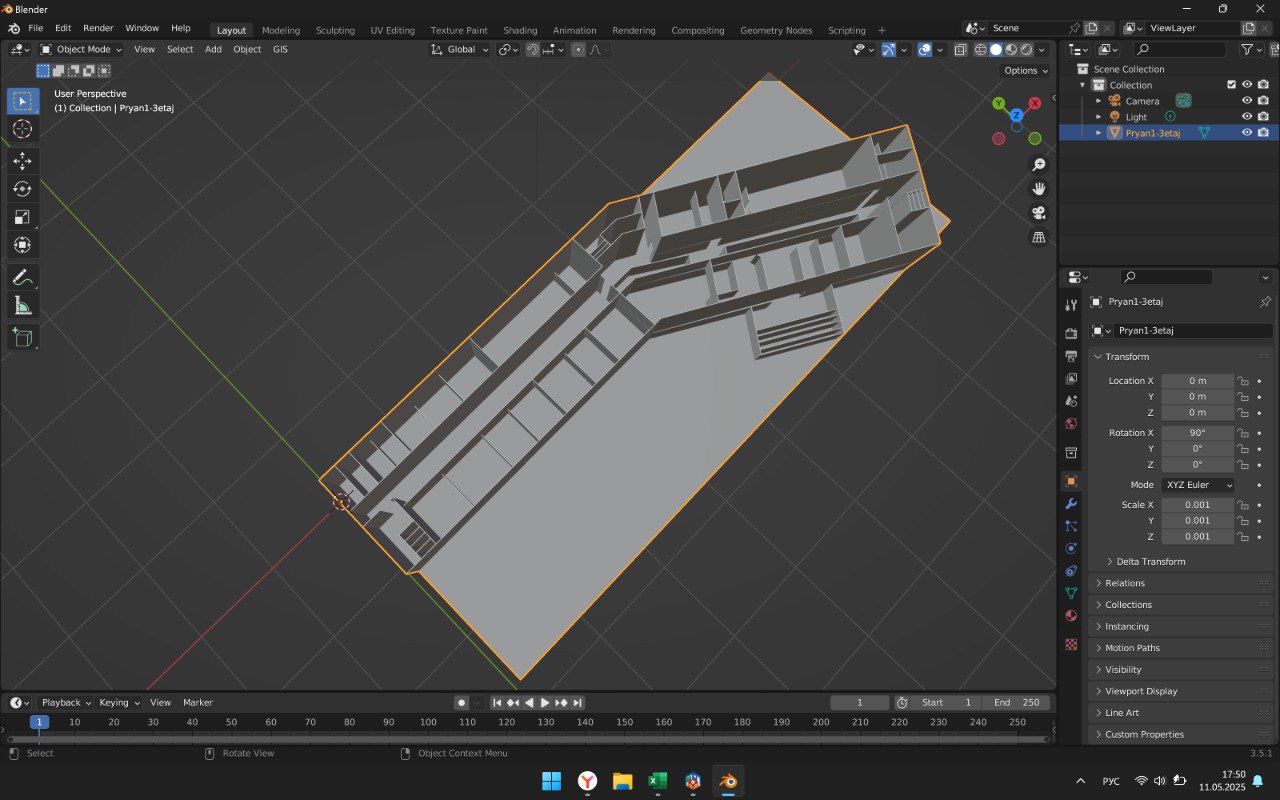 Blender
File Edit Render Window Help Layout Modeling Sculpting UV Editing Texture Paint Shading Animation Rendering Compositing Geometry Nodes Scripting + Scene ViewLayer
Object Mode View Select Add Object GIS Global
Options
User Perspective
(1) Collection | Pryan1-3etaj
Y X Z
Scene Collection
Collection
Camera
Light
Pryan1-3etaj
Pryan1-3etaj
Pryan1-3etaj
Transform
Location X 0 m
Y 0 m
Z 0 m
Rotation X 90°
Y 0°
Z 0°
Mode XYZ Euler
Scale X 0.001
Y 0.001
Z 0.001
Delta Transform
Relations
Collections
Instancing
Motion Paths
Visibility
Viewport Display
Line Art
Custom Properties
Playback Keying View Marker 1 Start 1 End 250
1 10 20 30 40 50 60 70 80 90 100 110 120 130 140 150 160 170 180 190 200 210 220 230 240 250
Select Rotate View Object Context Menu 3.5.1
РУС 17:50
11.05.2025